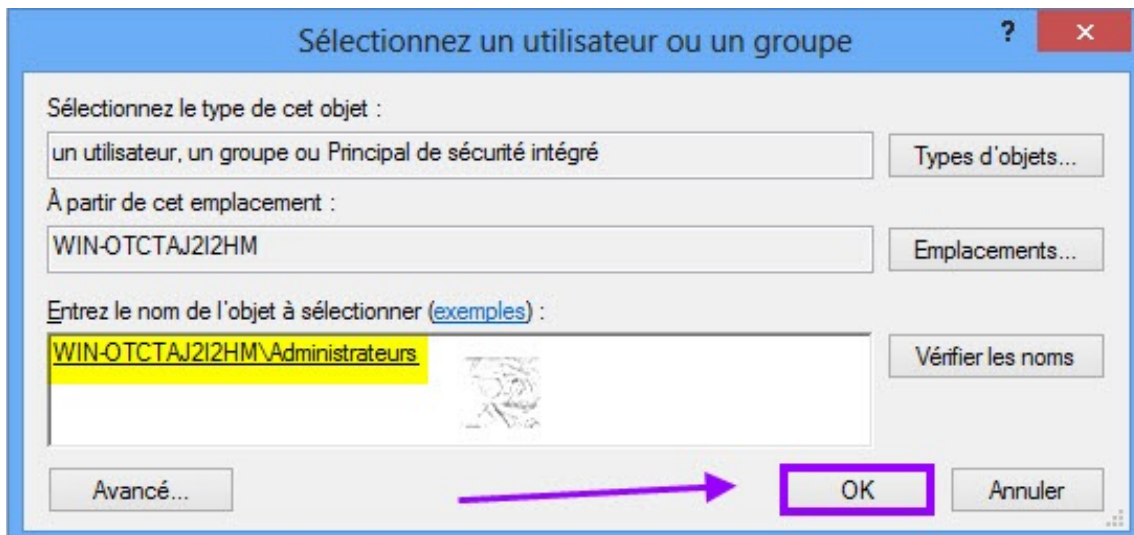 Sélectionnez un utilisateur ou un groupe
?
×
Sélectionnez le type de cet objet :
un utilisateur, un groupe ou Principal de sécurité intégré
Types d'objets...
À partir de cet emplacement :
WIN-OTCTAJ2I2HM
Emplacements...
Entrez le nom de l'objet à sélectionner (exemples) :
WIN-OTCTAJ2I2HM\Administrateurs
Vérifier les noms
Avancé...
OK
Annuler